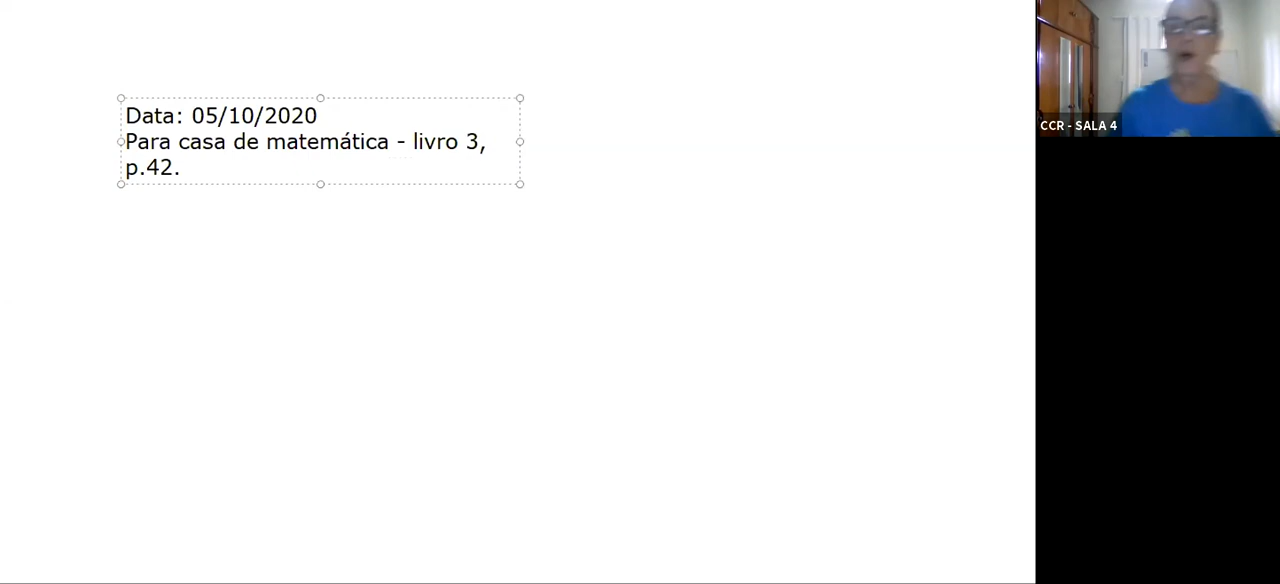 Data: 05/10/2020
Para casa de matemática - livro 3,
p.42.
CCR - SALA 4